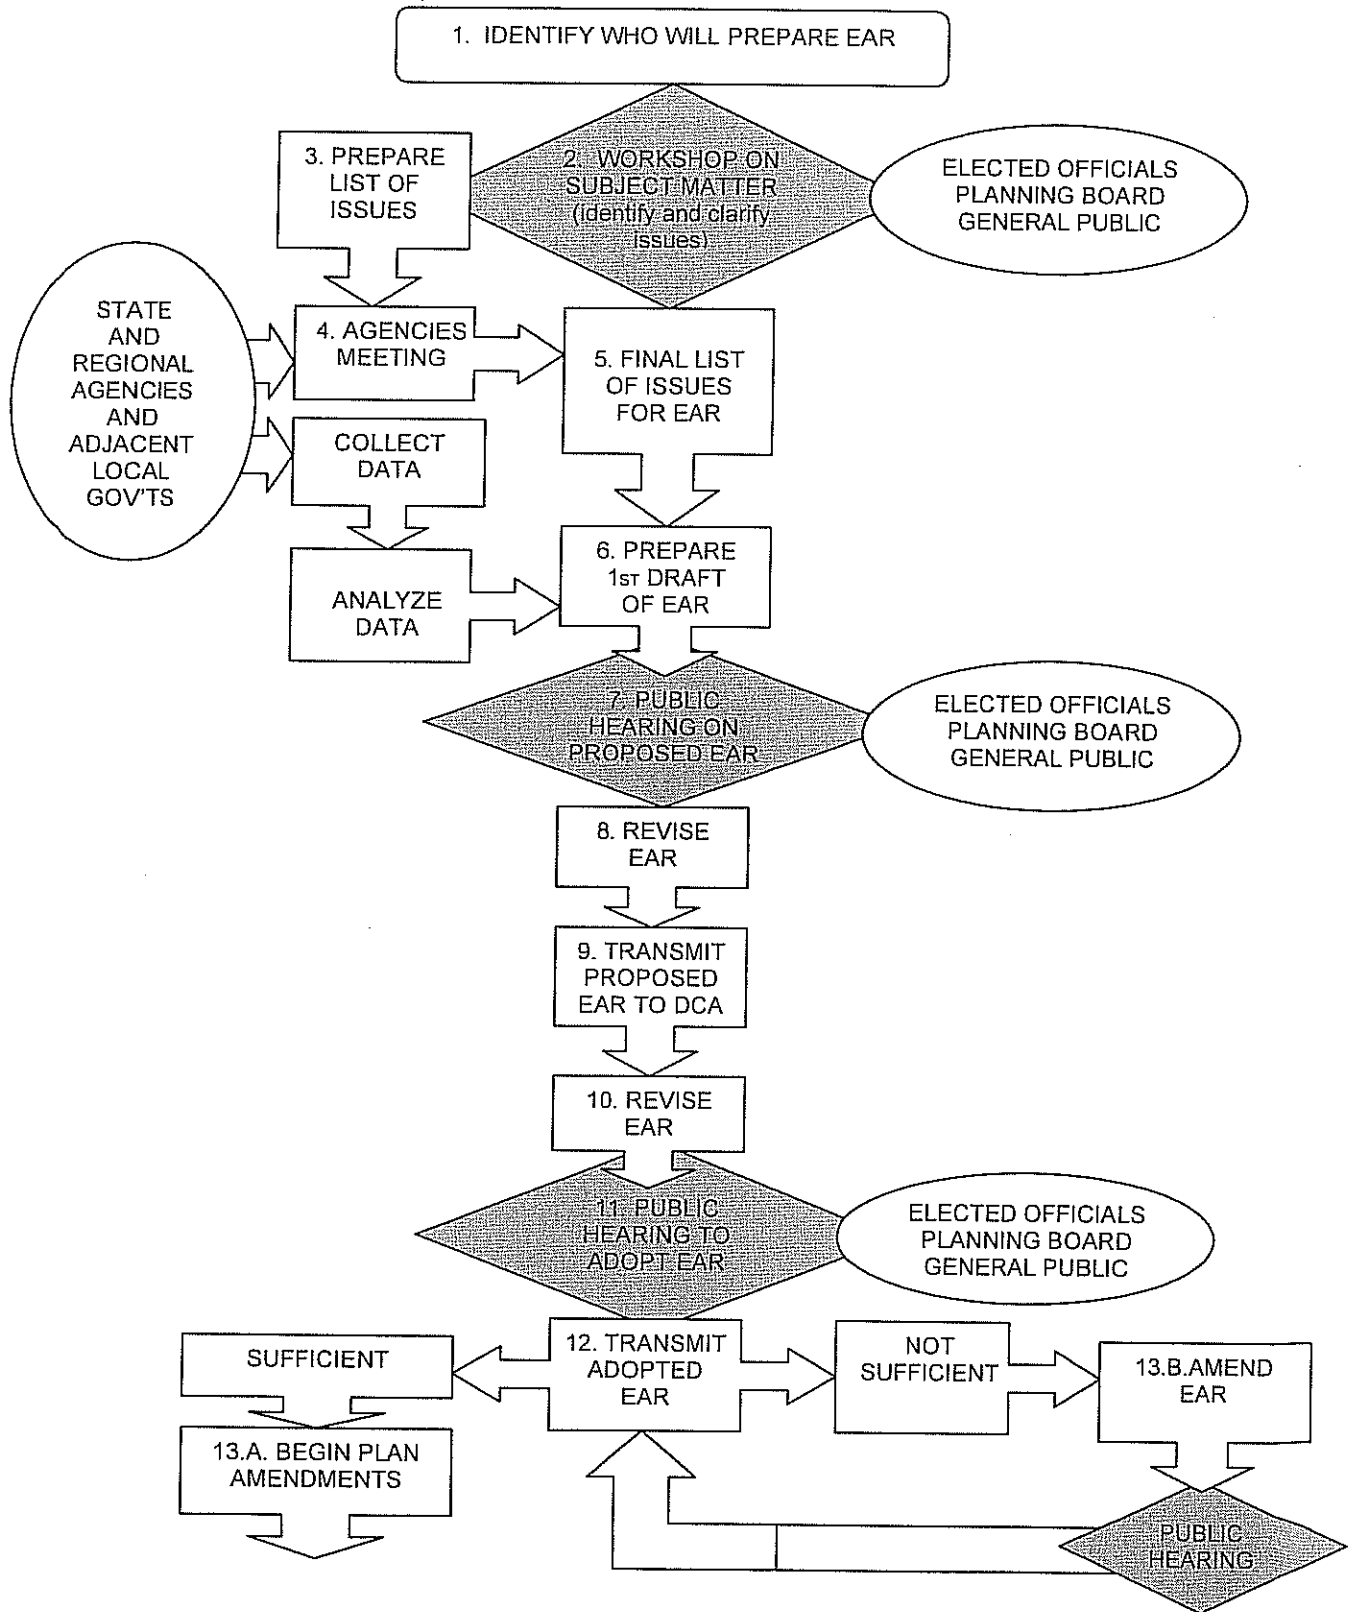 1. IDENTIFY WHO WILL PREPARE EAR
2. WORKSHOP ON
SUBJECT MATTER
(identify and clarify
issues)
ELECTED OFFICIALS
PLANNING BOARD
GENERAL PUBLIC
3. PREPARE
LIST OF
ISSUES
STATE
AND
REGIONAL
AGENCIES
AND
ADJACENT
LOCAL
GOV'TS
4. AGENCIES
MEETING
5. FINAL LIST
OF ISSUES
FOR EAR
COLLECT
DATA
ANALYZE
DATA
6. PREPARE
1ST DRAFT
OF EAR
7. PUBLIC
HEARING ON
PROPOSED EAR
ELECTED OFFICIALS
PLANNING BOARD
GENERAL PUBLIC
8. REVISE
EAR
9. TRANSMIT
PROPOSED
EAR TO DCA
10. REVISE
EAR
11. PUBLIC
HEARING TO
ADOPT EAR
ELECTED OFFICIALS
PLANNING BOARD
GENERAL PUBLIC
12. TRANSMIT
ADOPTED
EAR
SUFFICIENT
13.A. BEGIN PLAN
AMENDMENTS
NOT
SUFFICIENT
13.B.AMEND
EAR
PUBLIC
HEARING